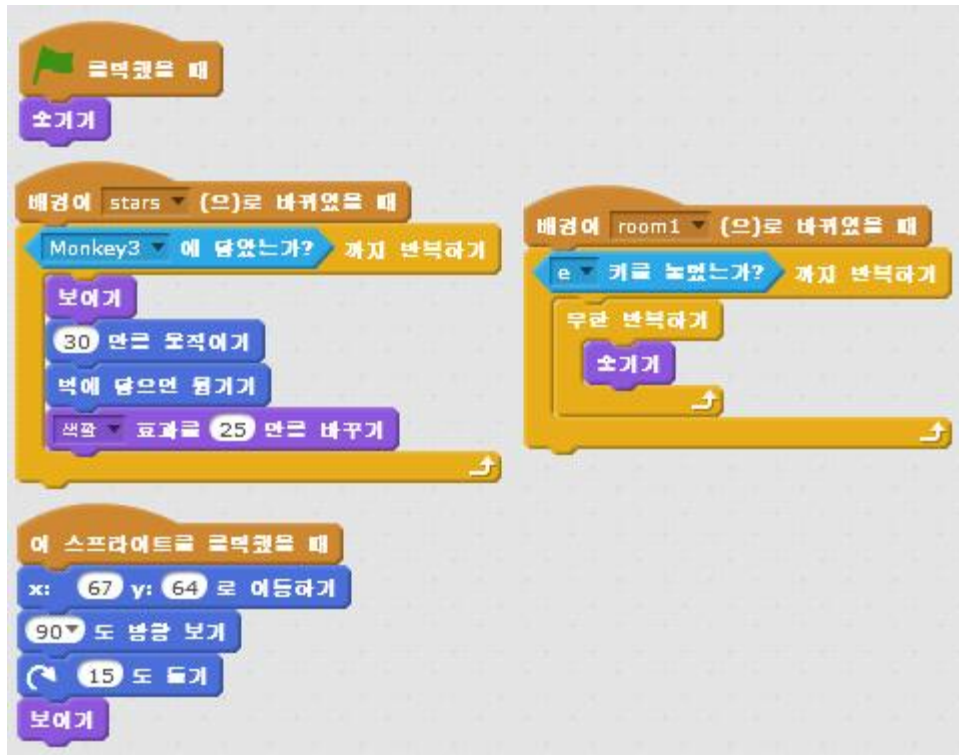 클릭했을 때
숨기기
배경이 stars (으)로 바뀌었을 때
Monkey3 에 닿았는가? 까지 반복하기
보이기
30 만큼 움직이기
벽에 닿으면 튕기기
색깔 효과를 25 만큼 바꾸기
배경이 room1 (으)로 바뀌었을 때
e 키를 눌렀는가? 까지 반복하기
무한 반복하기
숨기기
이 스프라이트를 클릭했을 때
x: 67 y: 64 로 이동하기
90 도 방향 보기
15 도 돌기
보이기